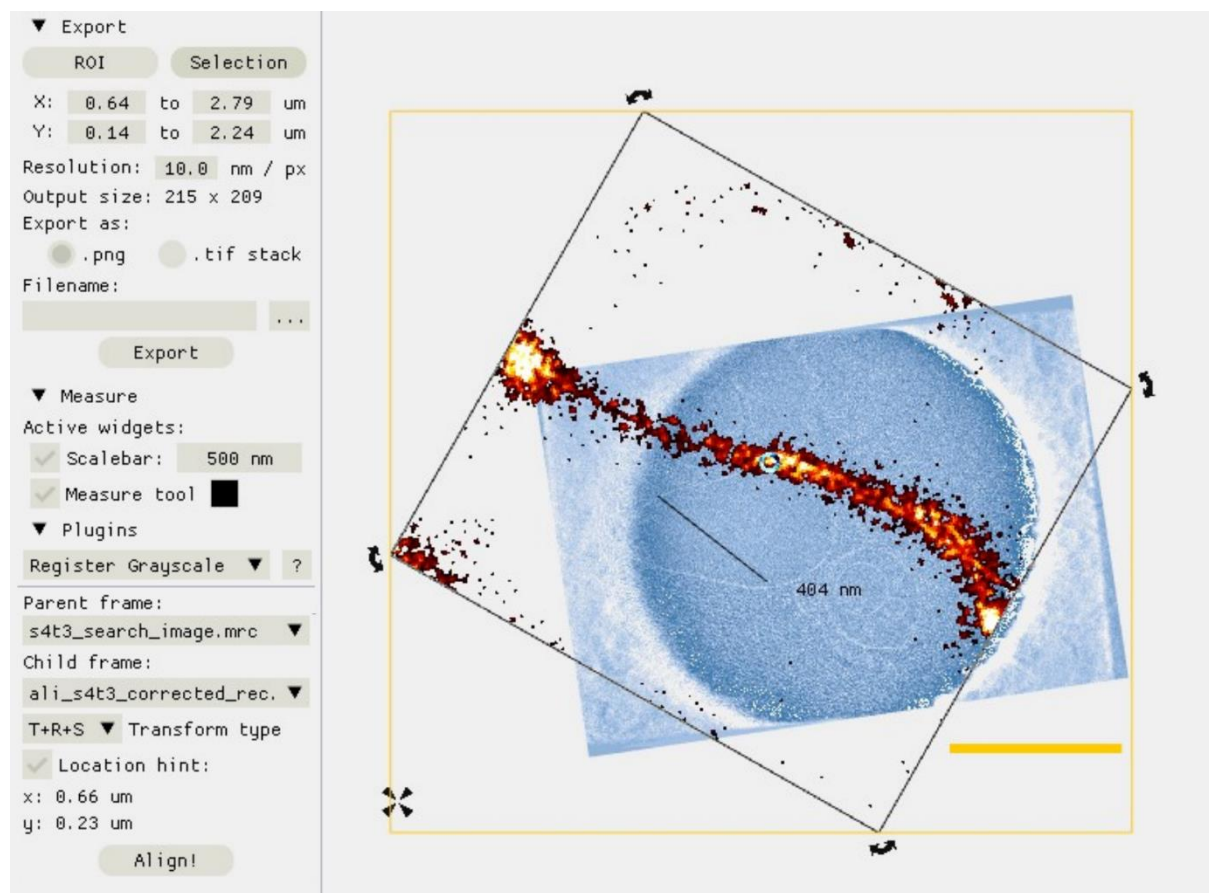 ▼ Export
ROI Selection
X: 0.64 to 2.79 um
Y: 0.14 to 2.24 um
Resolution: 10.0 nm / px
Output size: 215 x 209
Export as:
.png .tif stack
Filename:
...
Export
▼ Measure
Active widgets:
Scalebar: 500 nm
Measure tool
▼ Plugins
Register Grayscale ▼ ?
Parent frame:
s4t3_search_image.mrc ▼
Child frame:
ali_s4t3_corrected_rec. ▼
T+R+S ▼ Transform type
Location hint:
x: 0.66 um
y: 0.23 um
Align!
404 nm